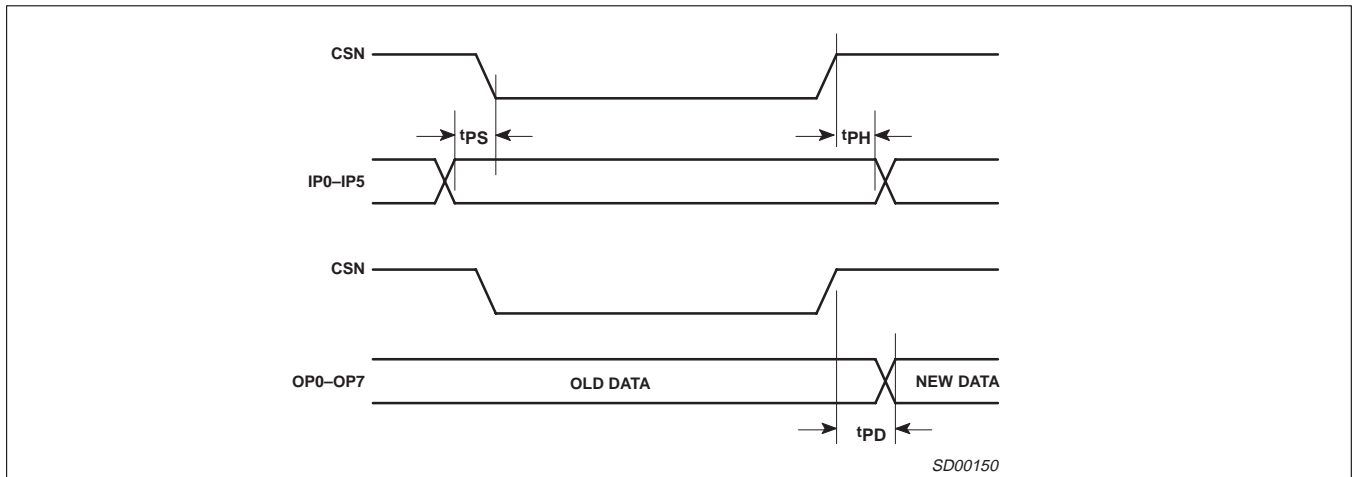 CSN
tPS
tPH
IP0–IP5
CSN
OP0–OP7 OLD DATA NEW DATA
tPD
SD00150